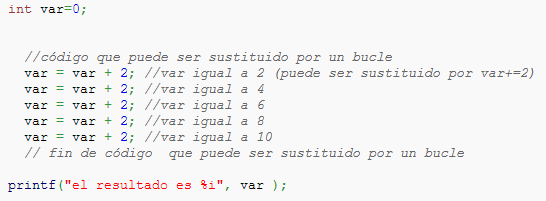 int var=0;
//código que puede ser sustituido por un bucle
var = var + 2; //var igual a 2 (puede ser sustituido por var+=2)
var = var + 2; //var igual a 4
var = var + 2; //var igual a 6
var = var + 2; //var igual a 8
var = var + 2; //var igual a 10
// fin de código  que puede ser sustituido por un bucle
printf("el resultado es %i", var );